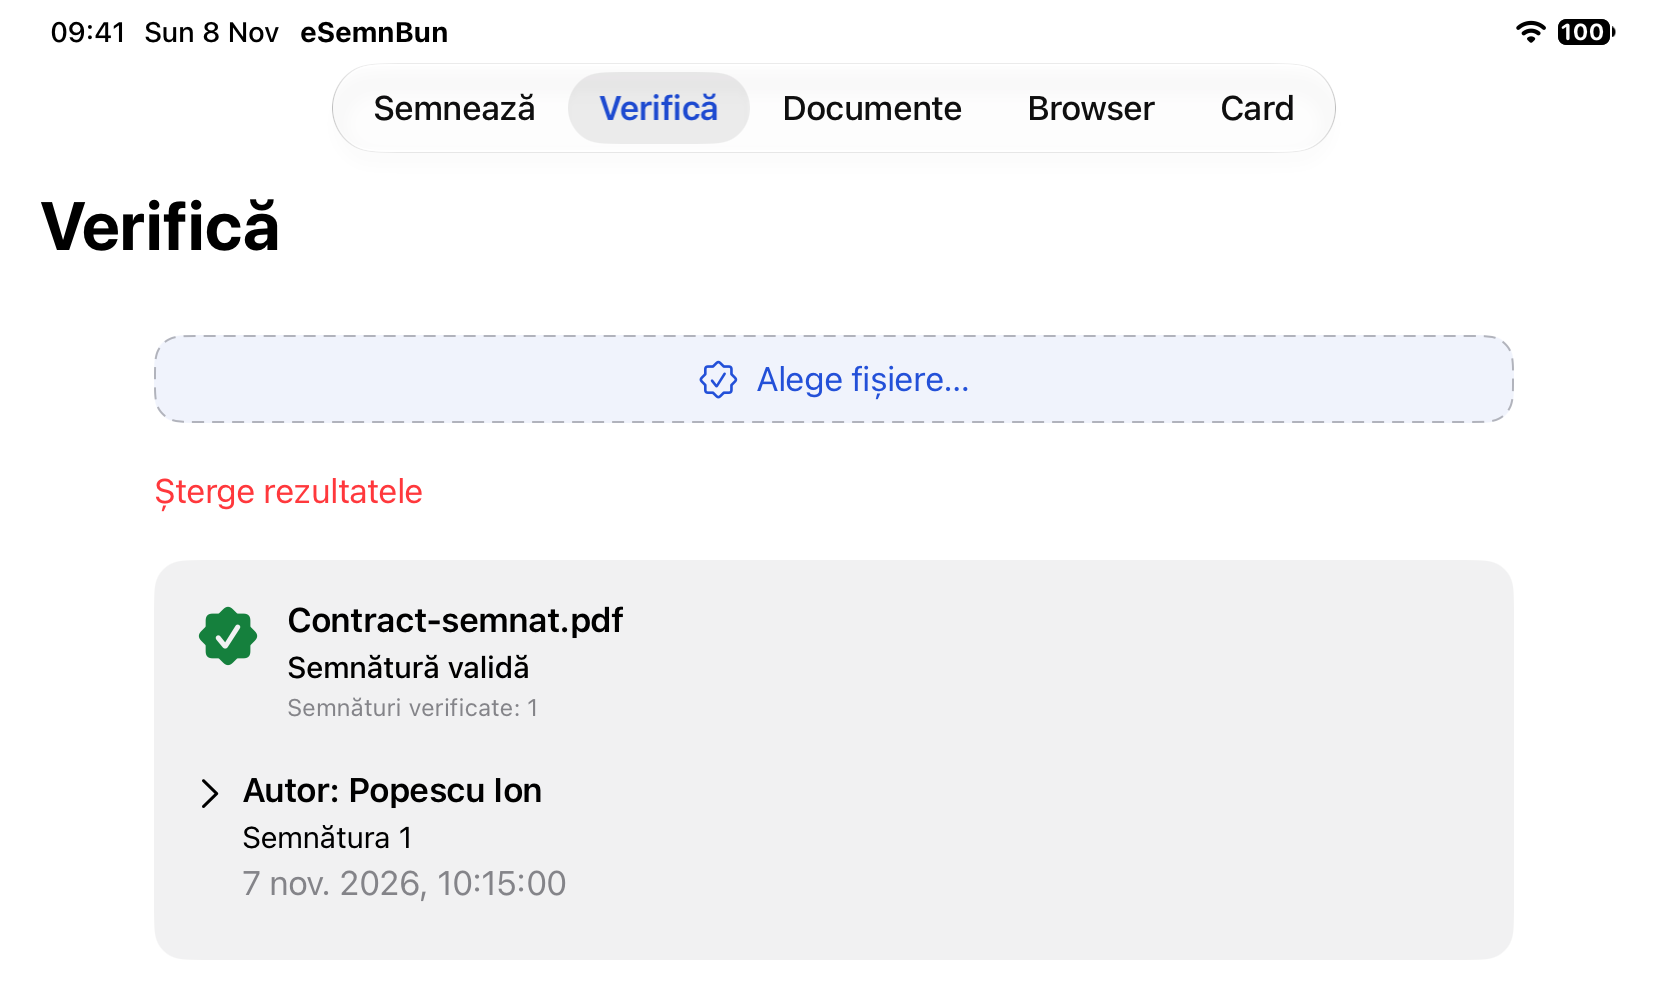 09:41 Sun 8 Nov eSemnBun 100
Semnează Verifică Documente Browser Card
Verifică
Alege fișiere...
Șterge rezultatele
Contract-semnat.pdf
Semnătură validă
Semnături verificate: 1
Autor: Popescu Ion
Semnătura 1
7 nov. 2026, 10:15:00